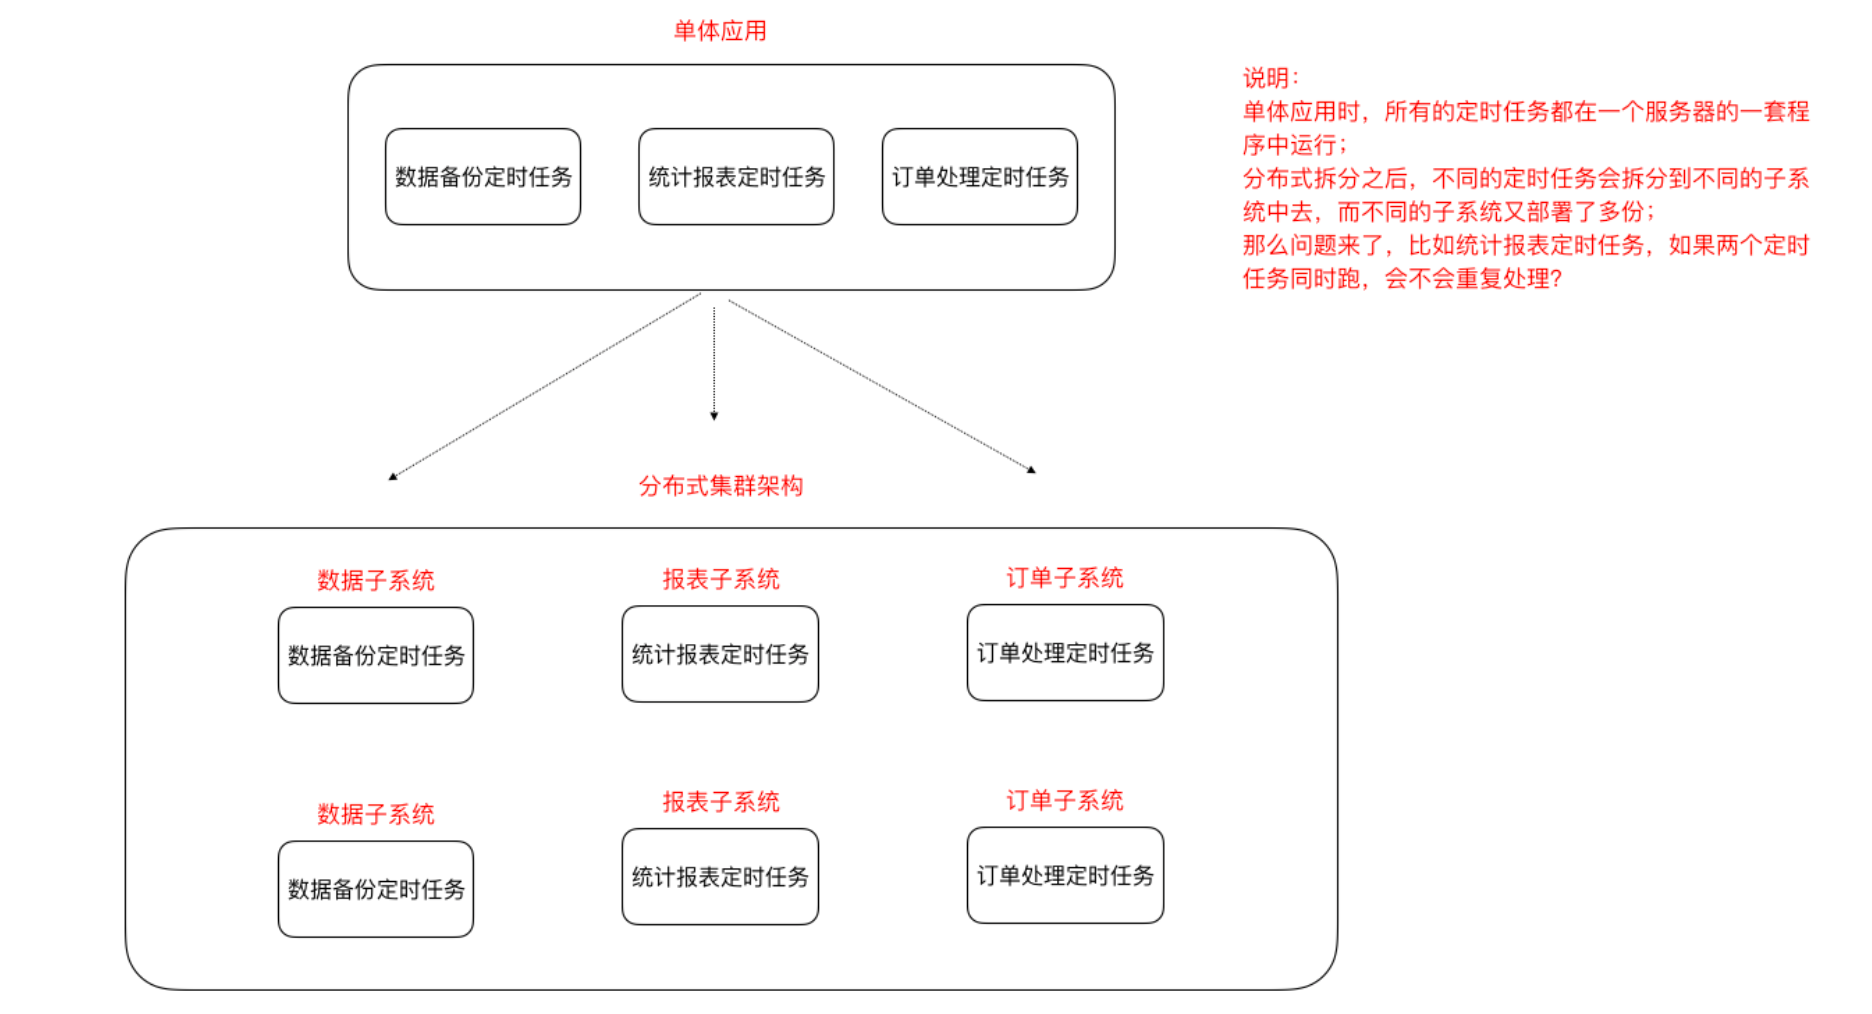 单体应用
数据备份定时任务
统计报表定时任务
订单处理定时任务
说明：
单体应用时，所有的定时任务都在一个服务器的一套程
序中运行；
分布式拆分之后，不同的定时任务会拆分到不同的子系
统中去，而不同的子系统又部署了多份；
那么问题来了，比如统计报表定时任务，如果两个定时
任务同时跑，会不会重复处理？
分布式集群架构
数据子系统
报表子系统
订单子系统
数据备份定时任务
统计报表定时任务
订单处理定时任务
数据子系统
报表子系统
订单子系统
数据备份定时任务
统计报表定时任务
订单处理定时任务